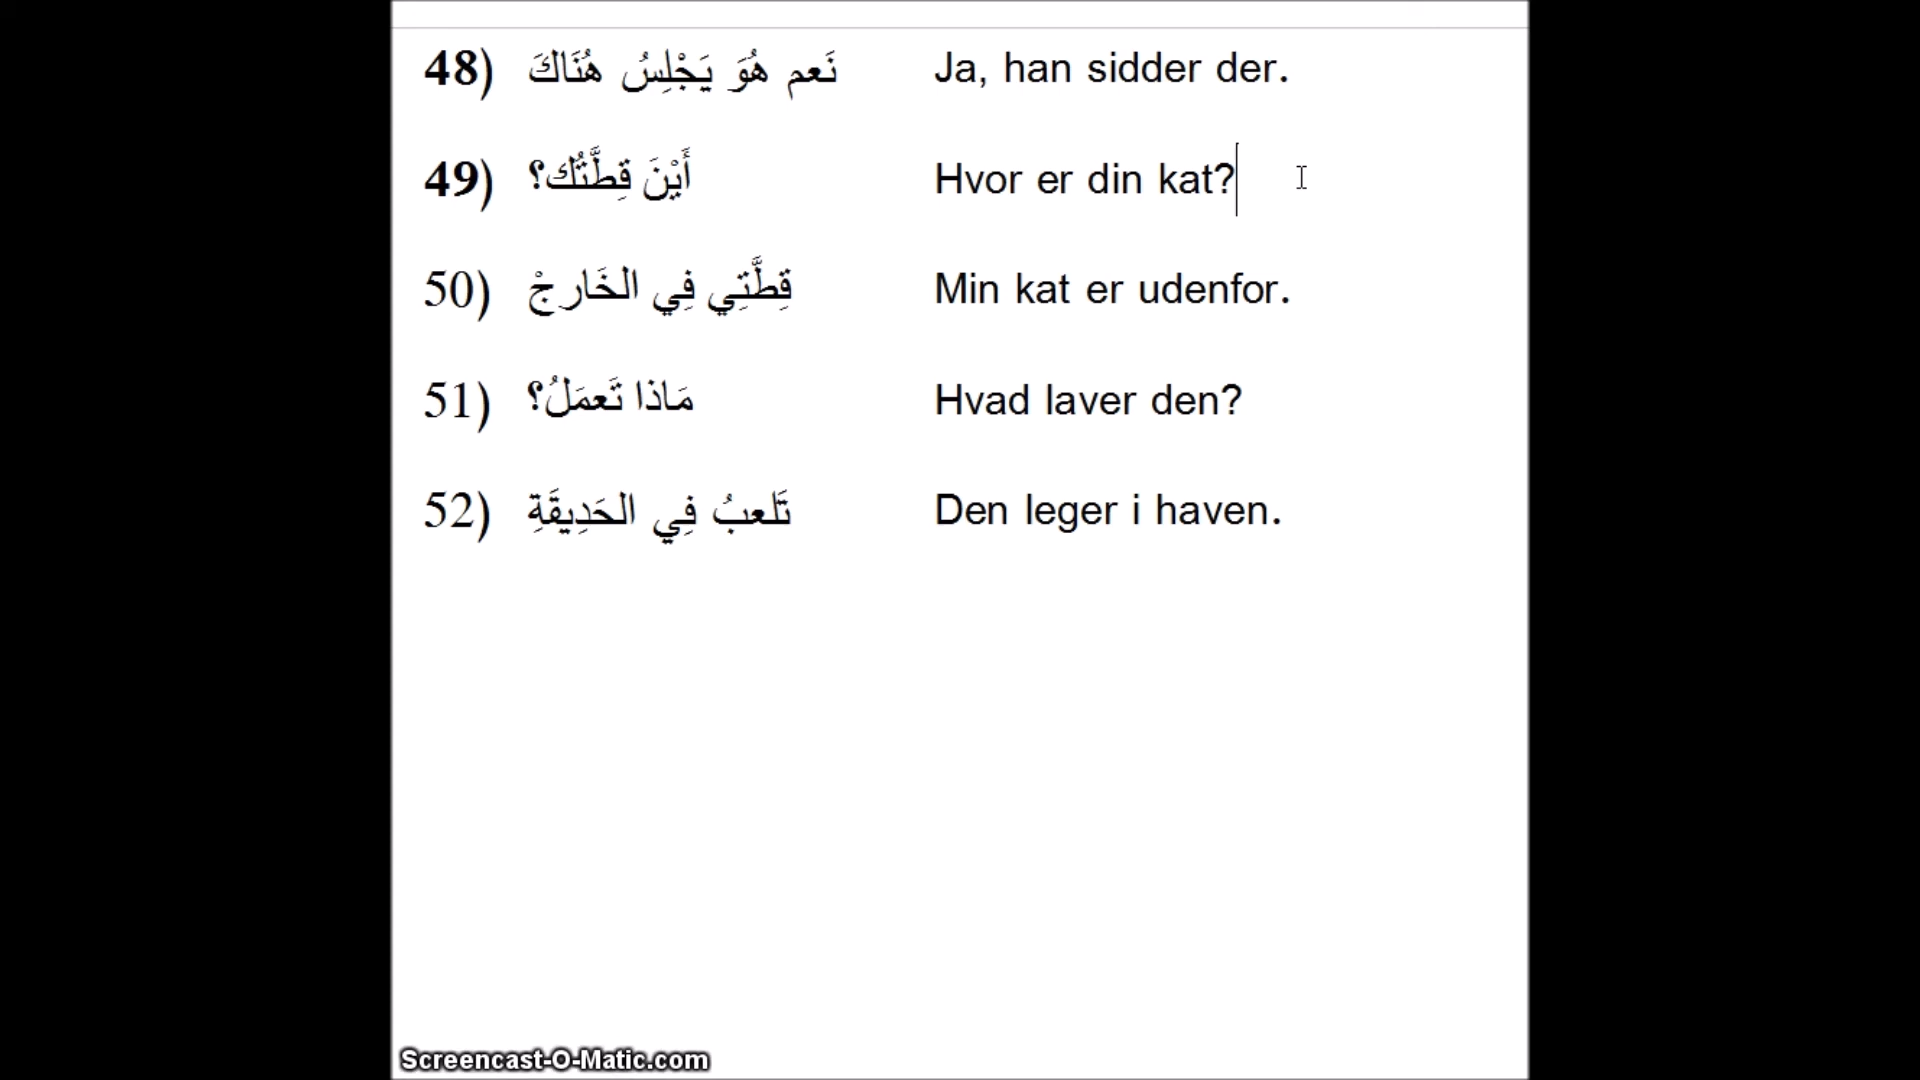 48) نَعم هُوَ يَجْلِسُ هُنَاكَ Ja, han sidder der.
49) أَيْنَ قِطَّتُك؟ Hvor er din kat?
50) قِطَّتِي فِي الخَارجْ Min kat er udenfor.
51) مَاذا تَعمَلُ؟ Hvad laver den?
52) تَلعبُ فِي الحَدِيقَةِ Den leger i haven.
Screencast-O-Matic.com